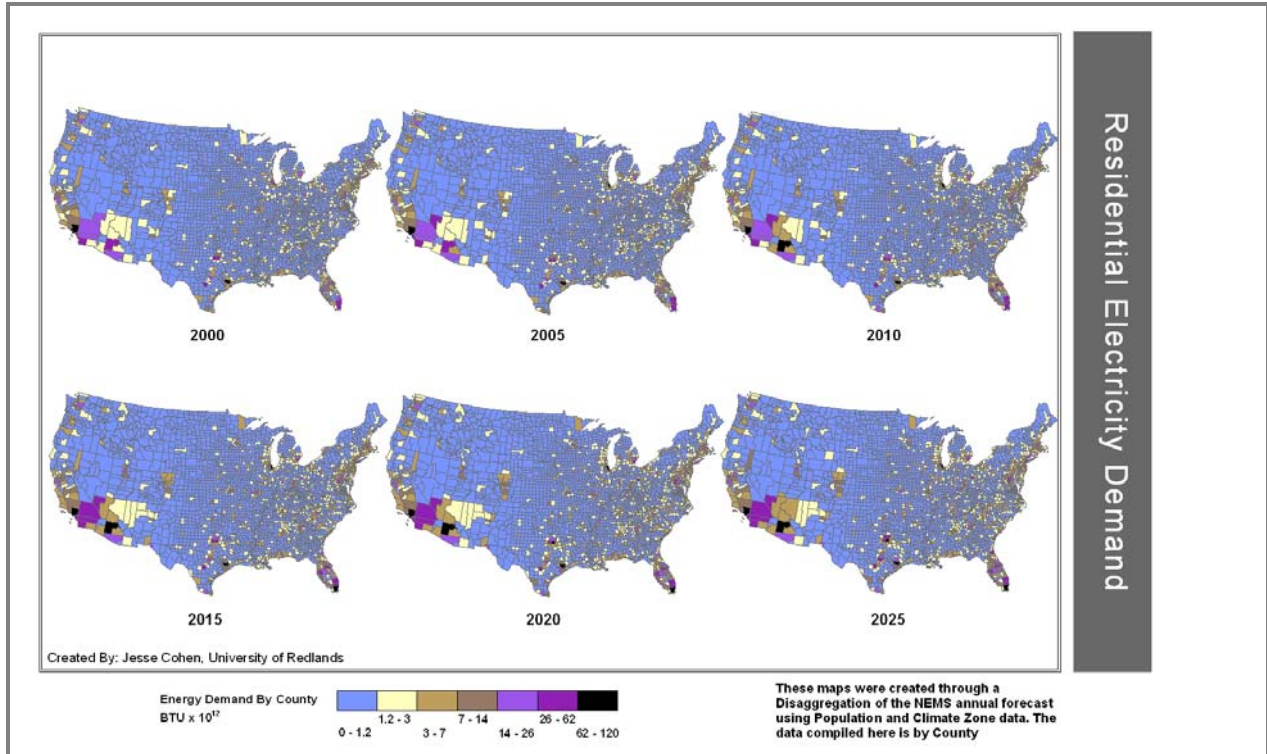 Residential Electricity Demand
2000
2005
2010
2015
2020
2025
Created By: Jesse Cohen, University of Redlands
Energy Demand By County
BTU x 10¹²
0 - 1.2
1.2 - 3
3 - 7
7 - 14
14 - 26
26 - 62
62 - 120
These maps were created through a
Disaggregation of the NEMS annual forecast
using Population and Climate Zone data. The
data compiled here is by County